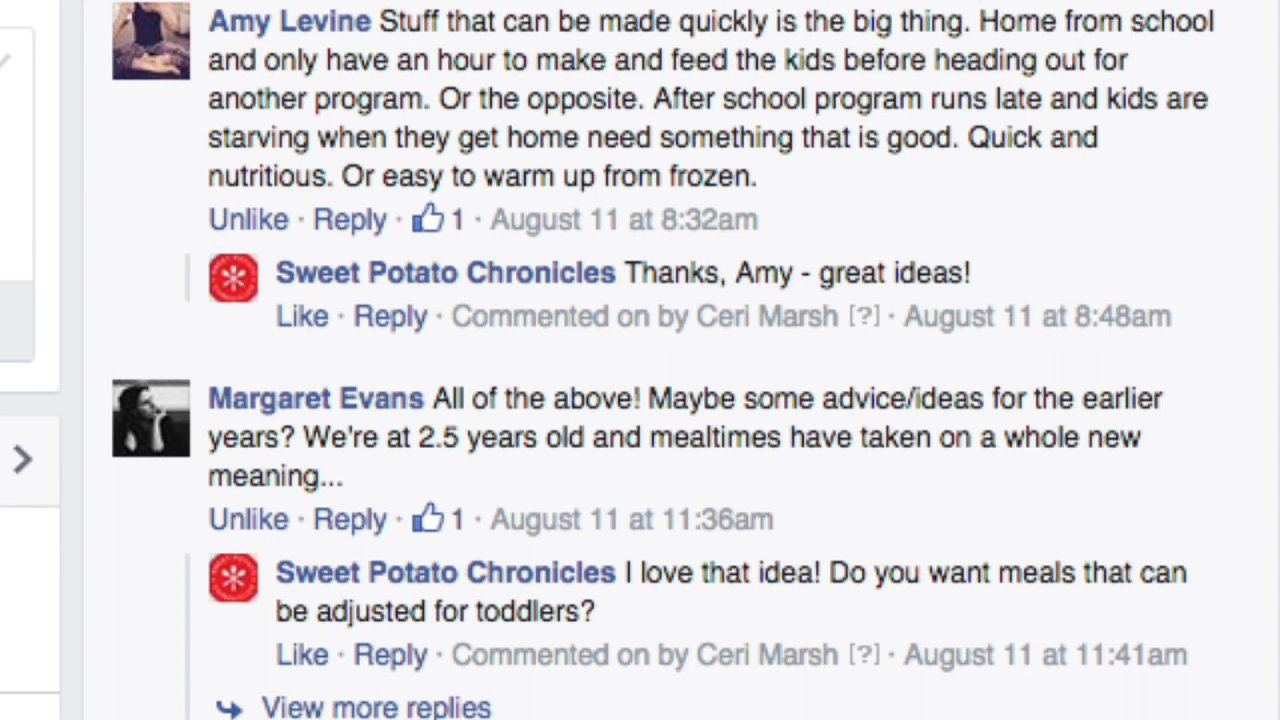 Amy Levine Stuff that can be made quickly is the big thing. Home from school
and only have an hour to make and feed the kids before heading out for
another program. Or the opposite. After school program runs late and kids are
starving when they get home need something that is good. Quick and
nutritious. Or easy to warm up from frozen.
Unlike · Reply · 1 · August 11 at 8:32am
Sweet Potato Chronicles Thanks, Amy - great ideas!
Like · Reply · Commented on by Ceri Marsh [?] · August 11 at 8:48am
Margaret Evans All of the above! Maybe some advice/ideas for the earlier
years? We're at 2.5 years old and mealtimes have taken on a whole new
meaning...
Unlike · Reply · 1 · August 11 at 11:36am
Sweet Potato Chronicles I love that idea! Do you want meals that can
be adjusted for toddlers?
Like · Reply · Commented on by Ceri Marsh [?] · August 11 at 11:41am
View more replies